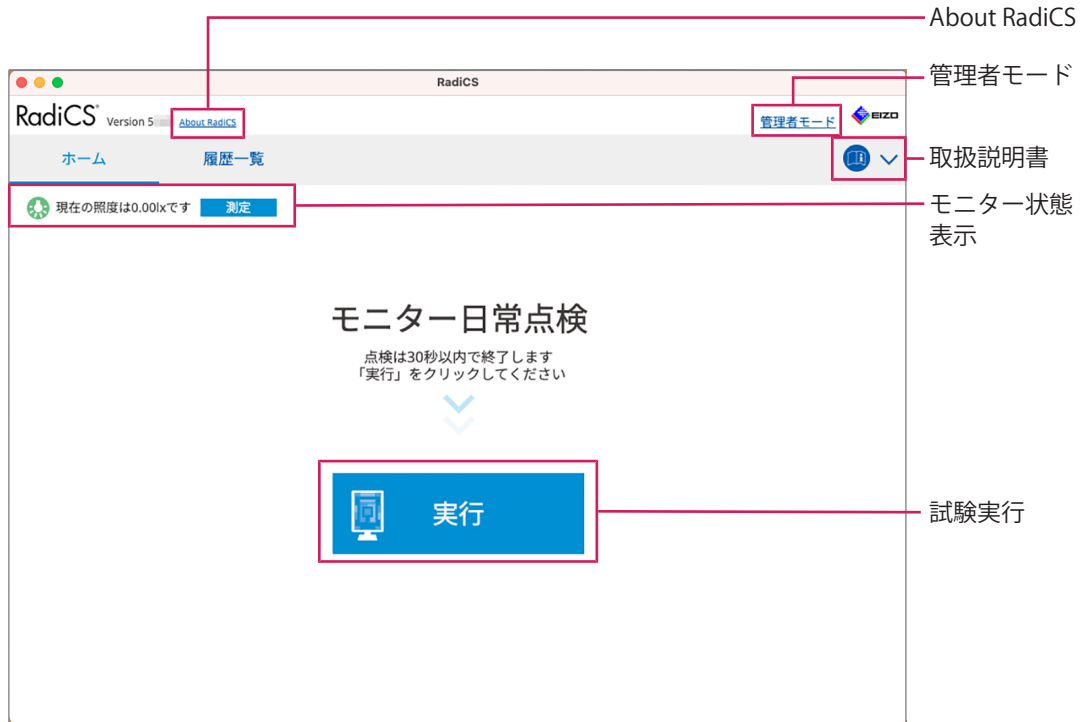 About RadiCS
RadiCS
管理者モード
RadiCS Version 5 About RadiCS
管理者モード EIZO
ホーム 履歴一覧
取扱説明書
現在の照度は0.00lxです 測定
モニター状態
表示
モニター日常点検
点検は30秒以内で終了します
「実行」をクリックしてください
実行
試験実行